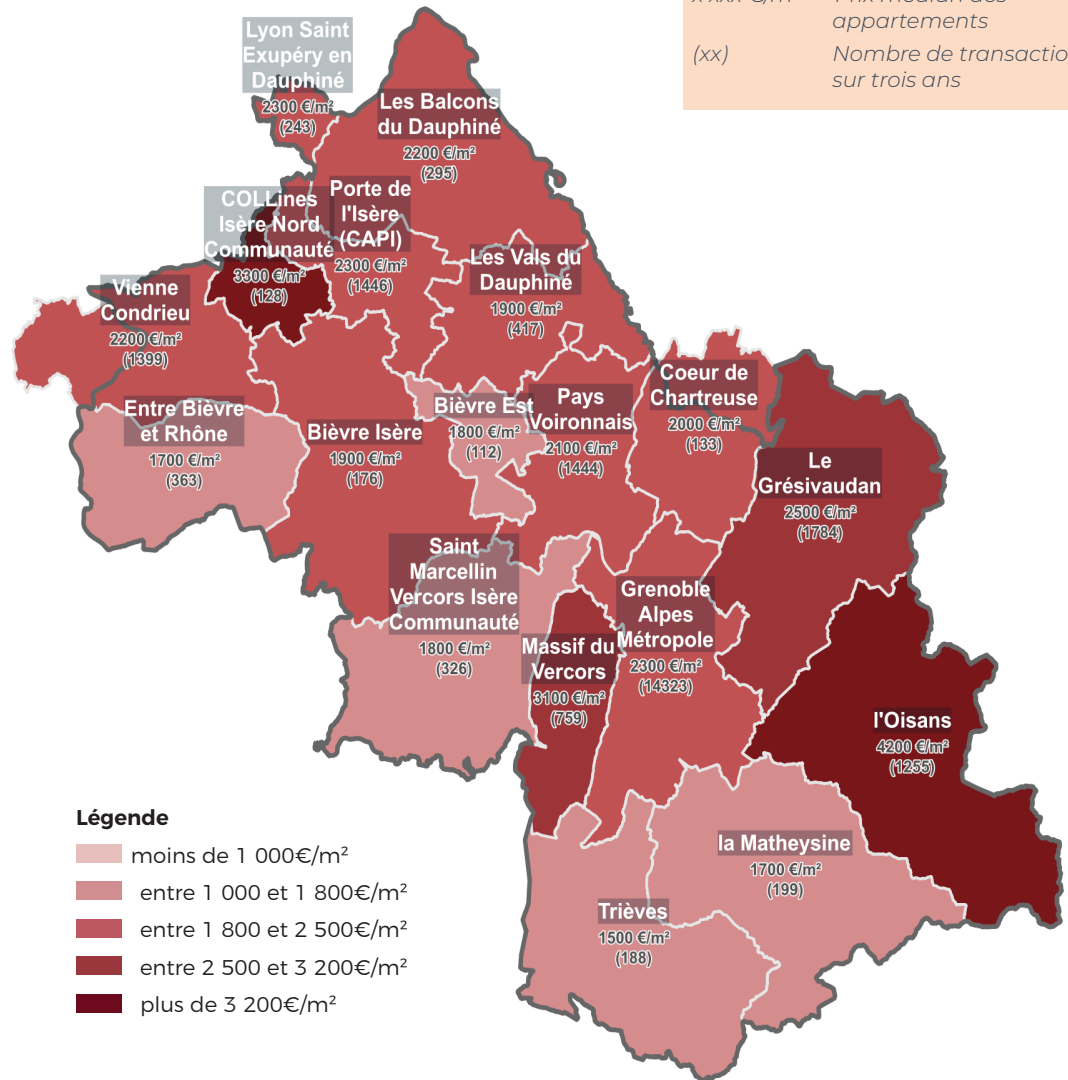 appartements
(xx) Nombre de
sur trois ans
Lyon Saint
Exupéry en
Dauphiné
2300 €/m²
(243)
Les Balcons
du Dauphiné
2200 €/m²
(295)
COLLines
Isère Nord
Communauté
3300 €/m²
(128)
Porte de
l'Isère
(CAPI)
2300 €/m²
(1446)
Les Vals du
Dauphiné
1900 €/m²
(417)
Vienne
Condrieu
2200 €/m²
(1399)
Entre Bièvre
et Rhône
1700 €/m²
(363)
Bièvre Isère
1900 €/m²
(176)
Bièvre Est
1800 €/m²
(112)
Pays
Voironnais
2100 €/m²
(1444)
Coeur de
Chartreuse
2000 €/m²
(133)
Le
Grésivaudan
2500 €/m²
(1784)
Saint
Marcellin
Vercors Isère
Communauté
1800 €/m²
(326)
Massif du
Vercors
3100 €/m²
(759)
Grenoble
Alpes
Métropole
2300 €/m²
(14323)
l'Oisans
4200 €/m²
(1255)
la Matheysine
1700 €/m²
(199)
Trièves
1500 €/m²
(188)
Légende
moins de 1 000€/m²
entre 1 000 et 1 800€/m²
entre 1 800 et 2 500€/m²
entre 2 500 et 3 200€/m²
plus de 3 200€/m²